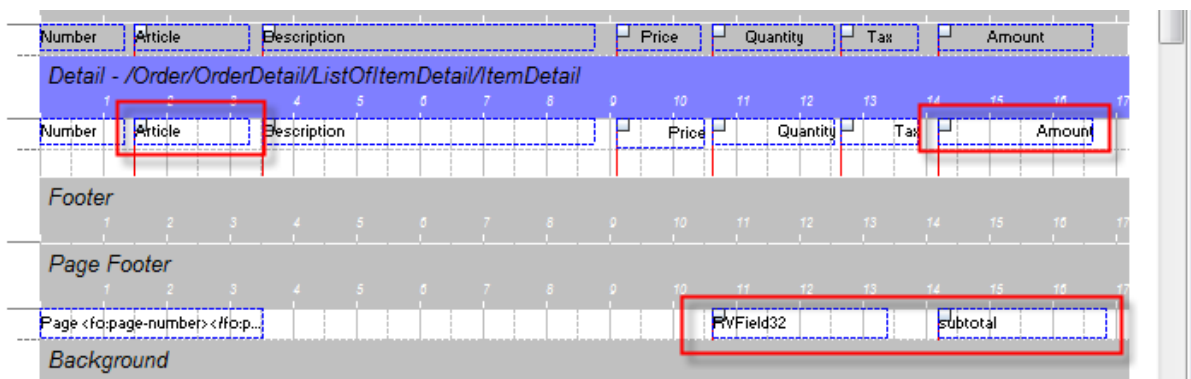 Number Article Description Price Quantity Tax Amount
Detail - /Order/OrderDetail/ListOfItemDetail/ItemDetail
1 2 3 4 5 6 7 8 9 10 11 12 13 14 15 16 17
Number Article Description Price Quantity Tax Amount
Footer
1 2 3 4 5 6 7 8 9 10 11 12 13 14 15 16 17
Page Footer
1 2 3 4 5 6 7 8 9 10 11 12 13 14 15 16 17
Page <fo:page-number></fo:p... RVField32 subtotal
Background